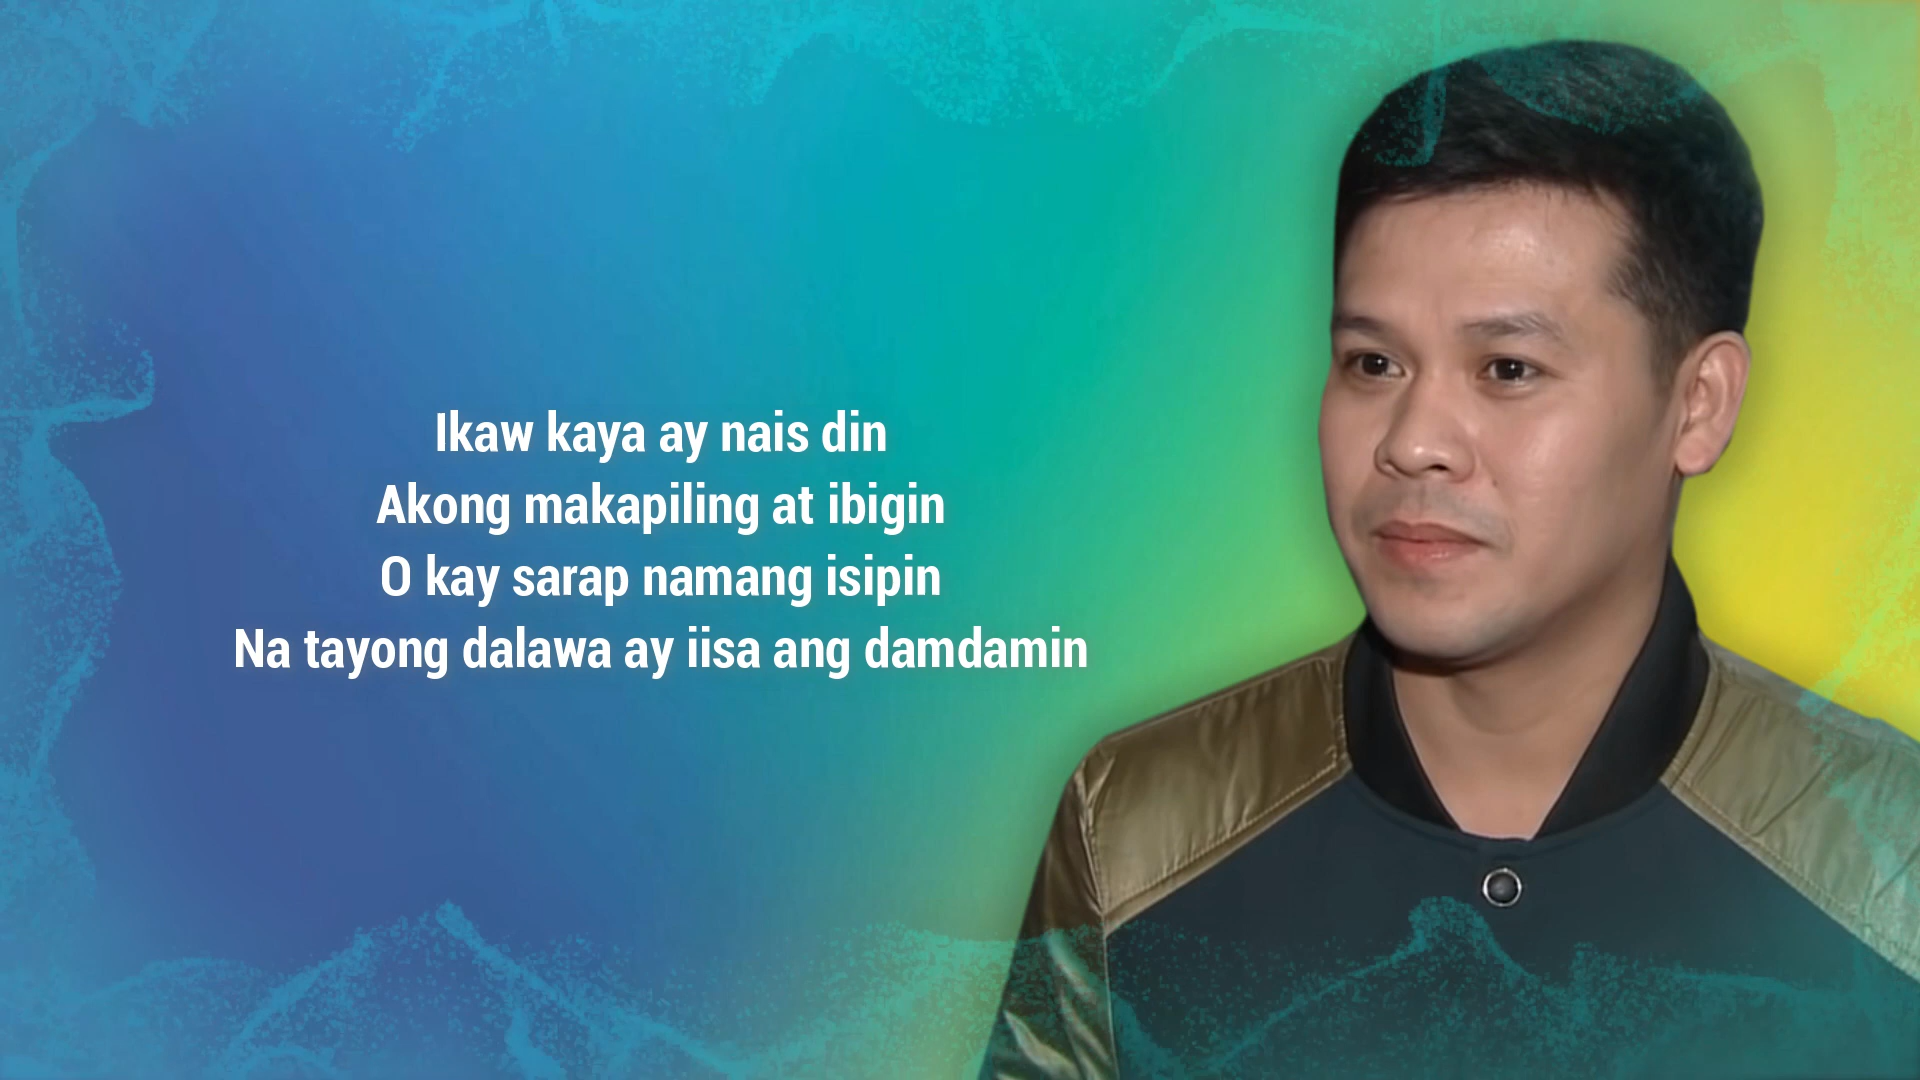 Ikaw kaya ay nais din
Akong makapiling at ibigin
O kay sarap namang isipin
Na tayong dalawa ay iisa ang damdamin